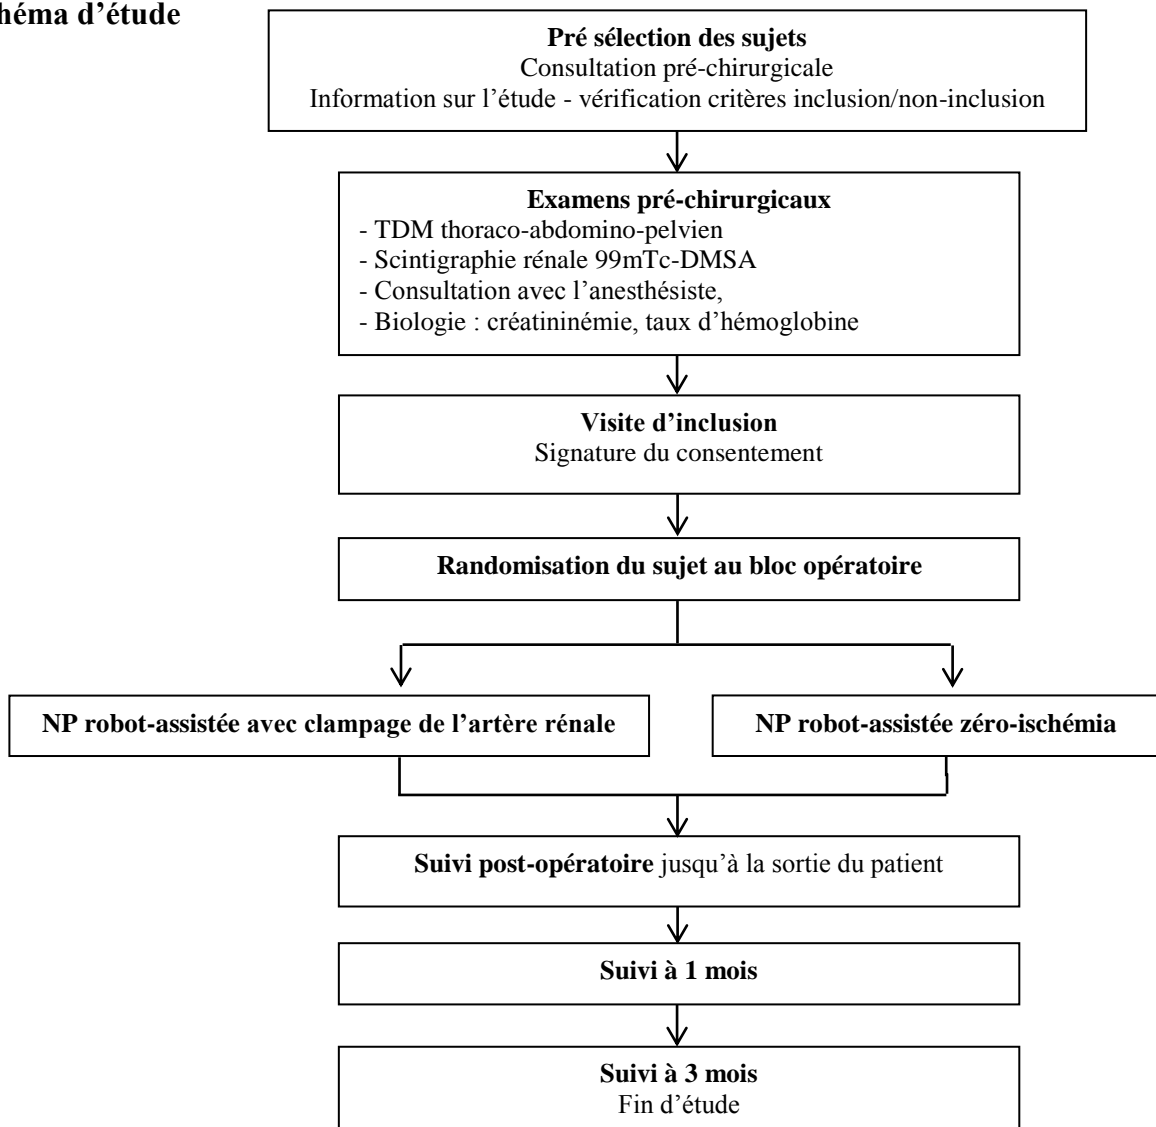 héma d’étude
Pré sélection des sujets
Consultation pré-chirurgicale
Information sur l’étude - vérification critères inclusion/non-inclusion
Examens pré-chirurgicaux
- TDM thoraco-abdomino-pelvien
- Scintigraphie rénale 99mTc-DMSA
- Consultation avec l’anesthésiste,
- Biologie : créatininémie, taux d’hémoglobine
Visite d’inclusion
Signature du consentement
Randomisation du sujet au bloc opératoire
NP robot-assistée avec clampage de l’artère rénale
NP robot-assistée zéro-ischémia
Suivi post-opératoire jusqu’à la sortie du patient
Suivi à 1 mois
Suivi à 3 mois
Fin d’étude